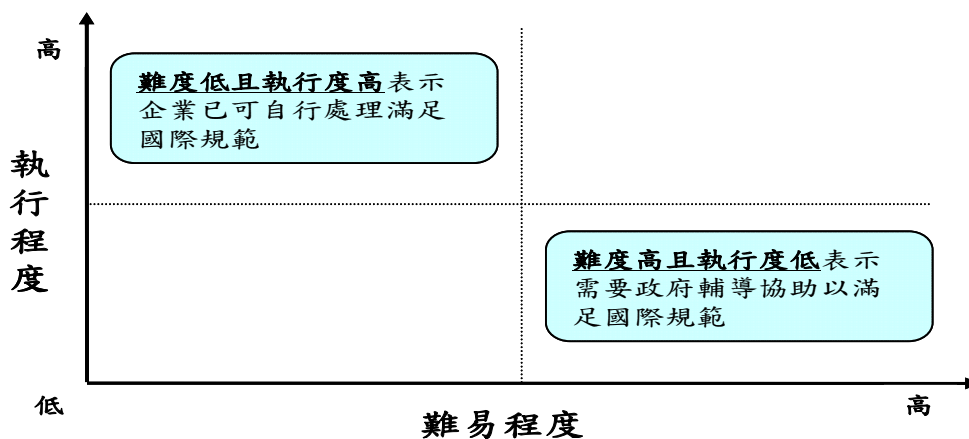 高
難度低且執行度高表示
企業已可自行處理滿足
國際規範
執
行
程
度
難度高且執行度低表示
需要政府輔導協助以滿
足國際規範
低
高
難易程度